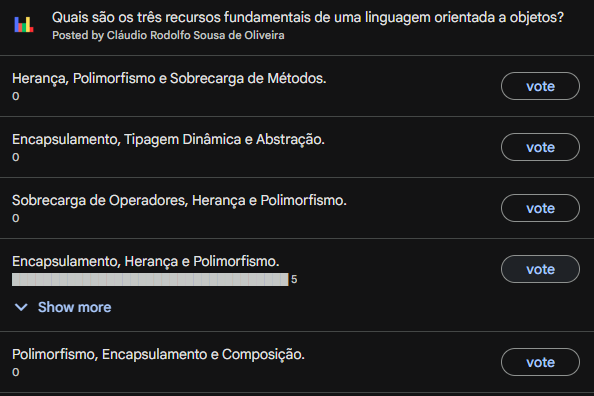 Quais são os três recursos fundamentais de uma linguagem orientada a objetos?
Posted by Cláudio Rodolfo Sousa de Oliveira
Herança, Polimorfismo e Sobrecarga de Métodos.
0
vote
Encapsulamento, Tipagem Dinâmica e Abstração.
0
vote
Sobrecarga de Operadores, Herança e Polimorfismo.
0
vote
Encapsulamento, Herança e Polimorfismo.
5
vote
Show more
Polimorfismo, Encapsulamento e Composição.
0
vote